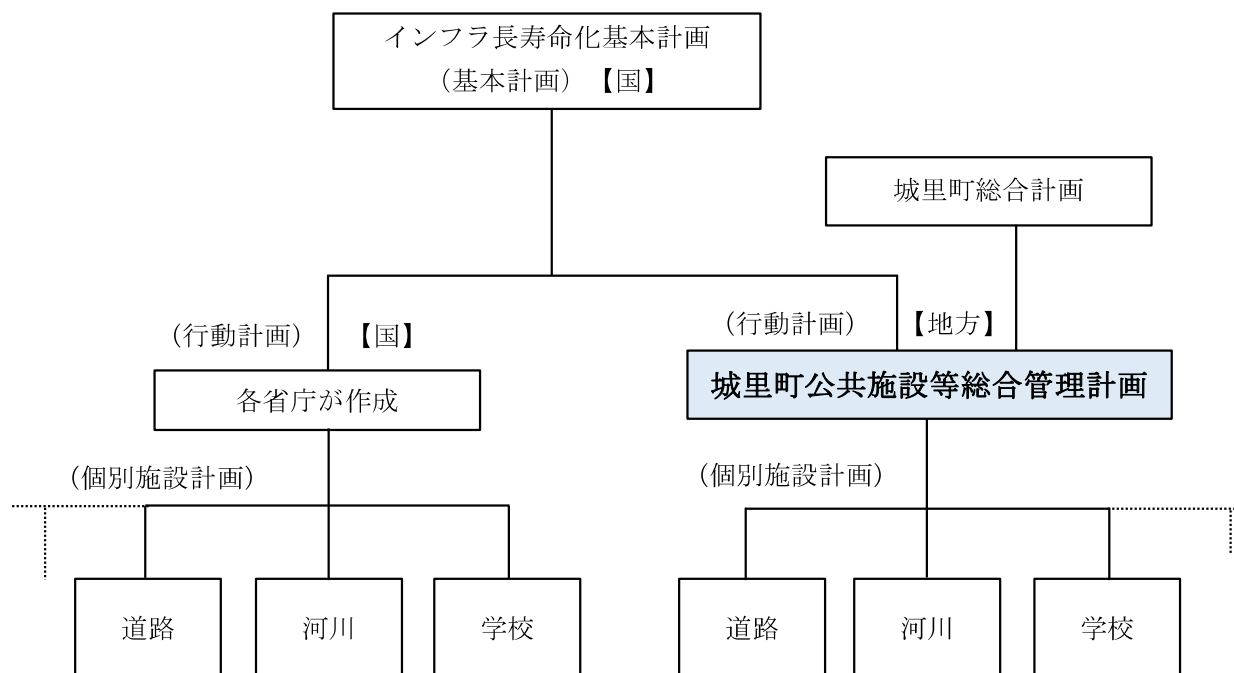 インフラ長寿命化基本計画
（基本計画）【国】
城里町総合計画
（行動計画）
【国】
（行動計画）
【地方】
各省庁が作成
城里町公共施設等総合管理計画
（個別施設計画）
（個別施設計画）
道路
河川
学校
道路
河川
学校